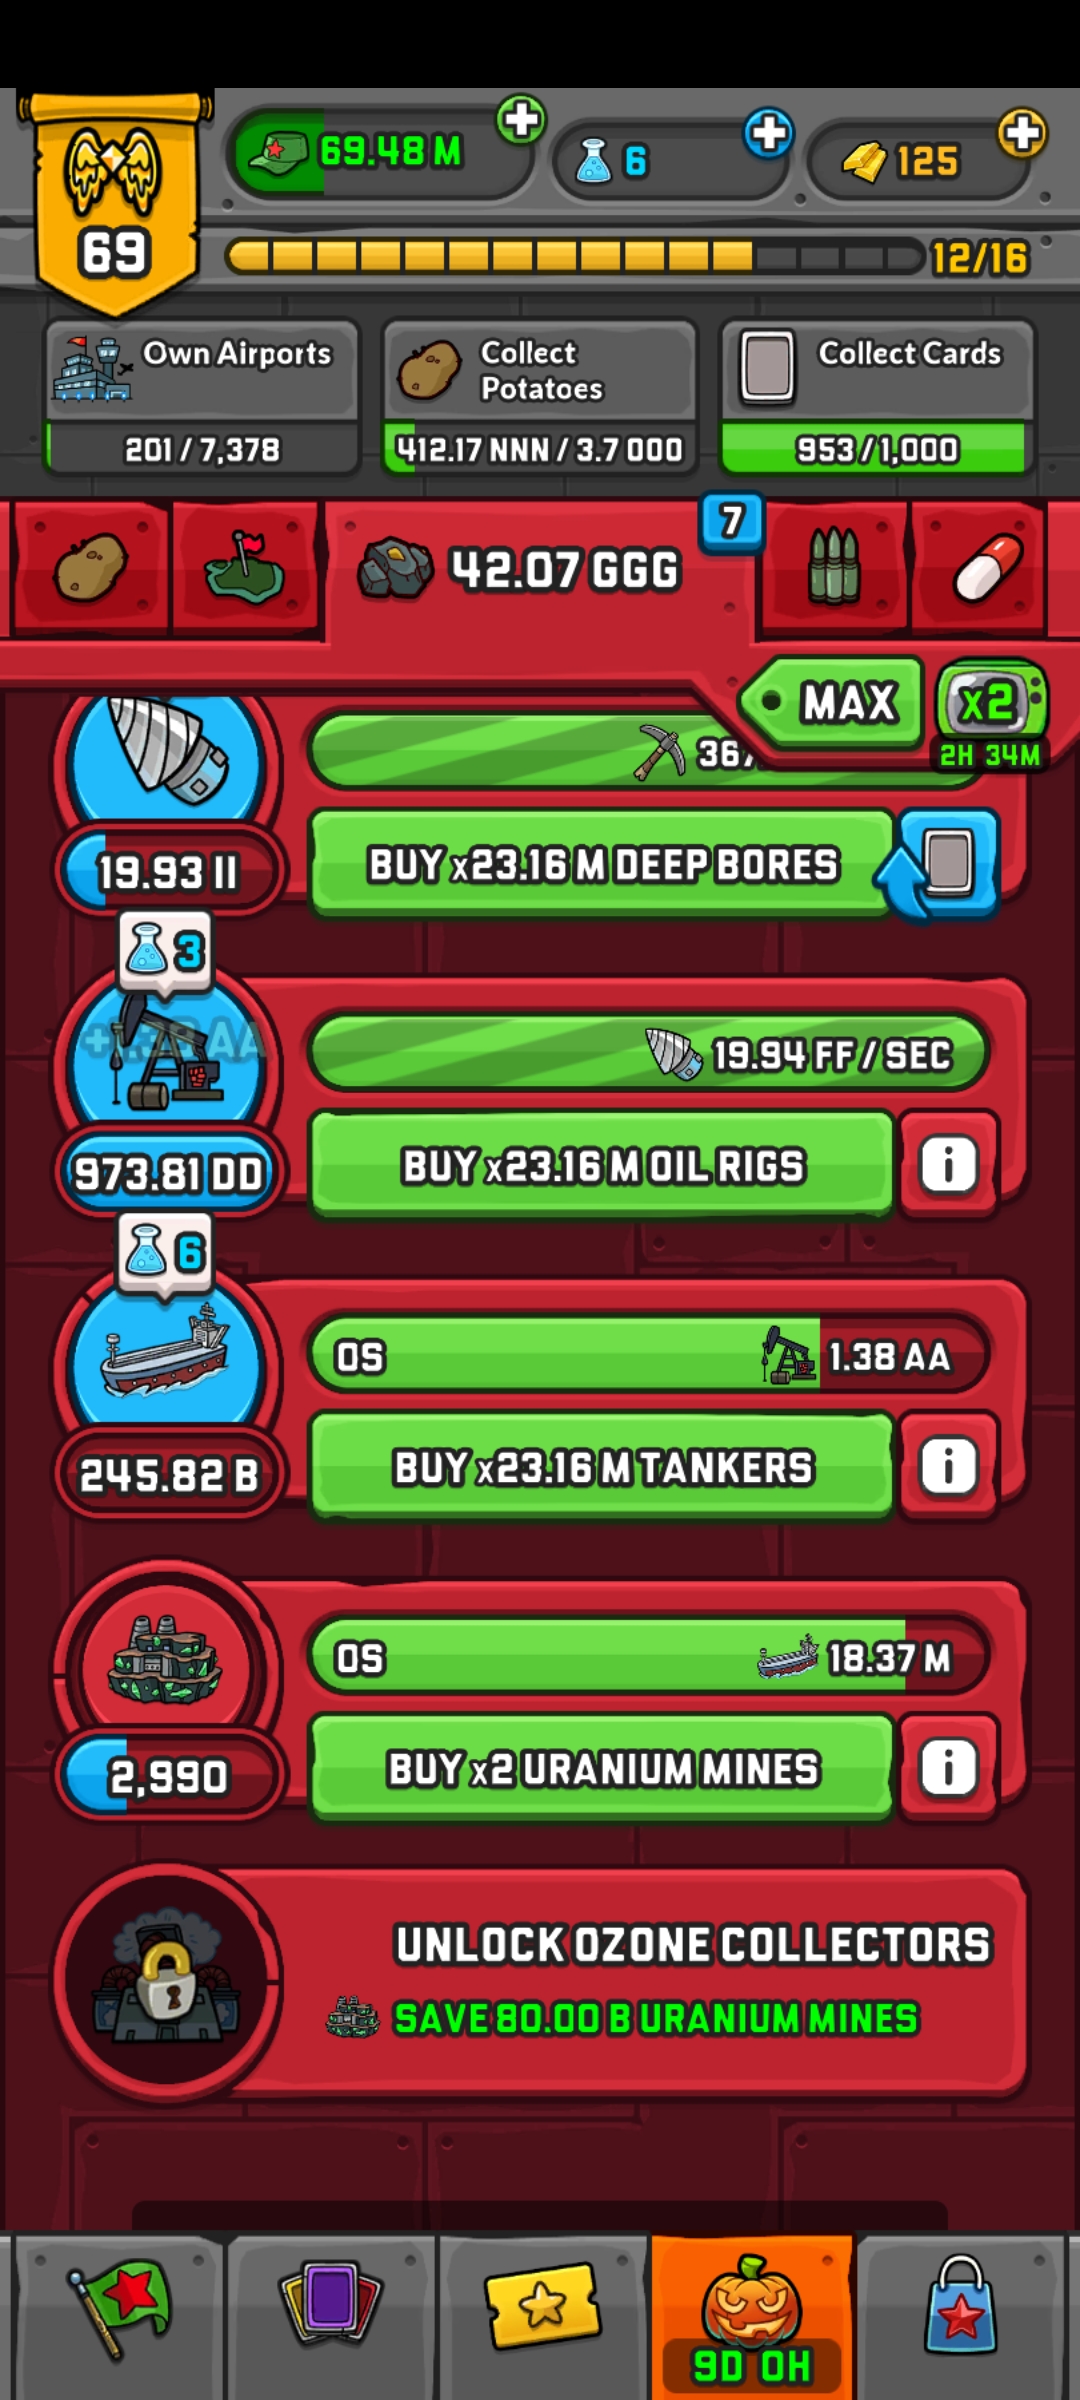 69.48 M
6
125
69
12/16
Own Airports
201 / 7,378
Collect
Potatoes
412.17 NNN / 3.7 OOO
Collect Cards
953 / 1,000
42.07 GGG
7
MAX
x2
2H 34M
19.93 II
BUY x23.16 M DEEP BORES
3
19.94 FF / SEC
973.81 DD
BUY x23.16 M OIL RIGS
6
0S
1.38 AA
245.82 B
BUY x23.16 M TANKERS
0S
18.37 M
2,990
BUY x2 URANIUM MINES
UNLOCK OZONE COLLECTORS
SAVE 80.00 B URANIUM MINES
9D 0H